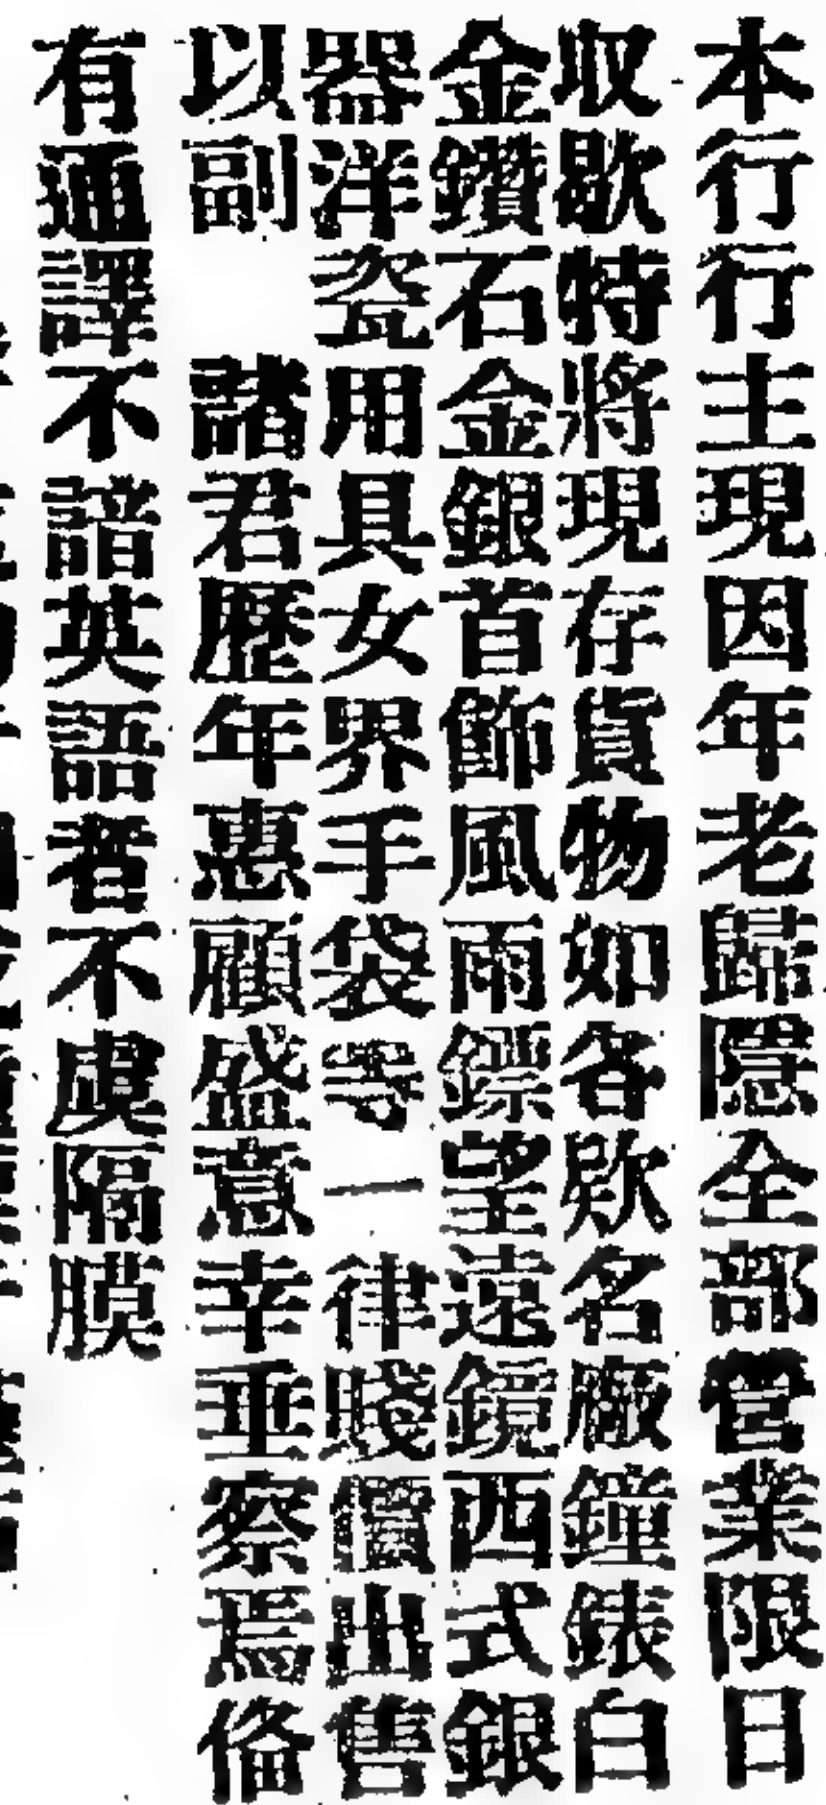 本行行主現因年老歸隱全部營業限日
収歇特將現存貨物如各欵名廠鐘錶白
金鑽石金銀首飾風雨鏢望遠鏡西式銀
器洋瓷用具女界手袋等一律賤價出售
以副　諸君歷年惠顧盛意幸垂察焉俻
有通譯不諳英語者不虞隔膜